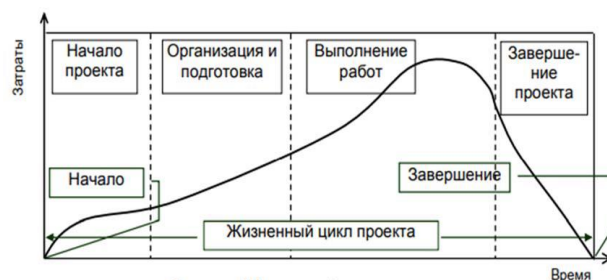 Затраты
Начало
проекта
Организация и
подготовка
Выполнение
работ
Заверше-
ние
проекта
Начало
Завершение
Жизненный цикл проекта
Время